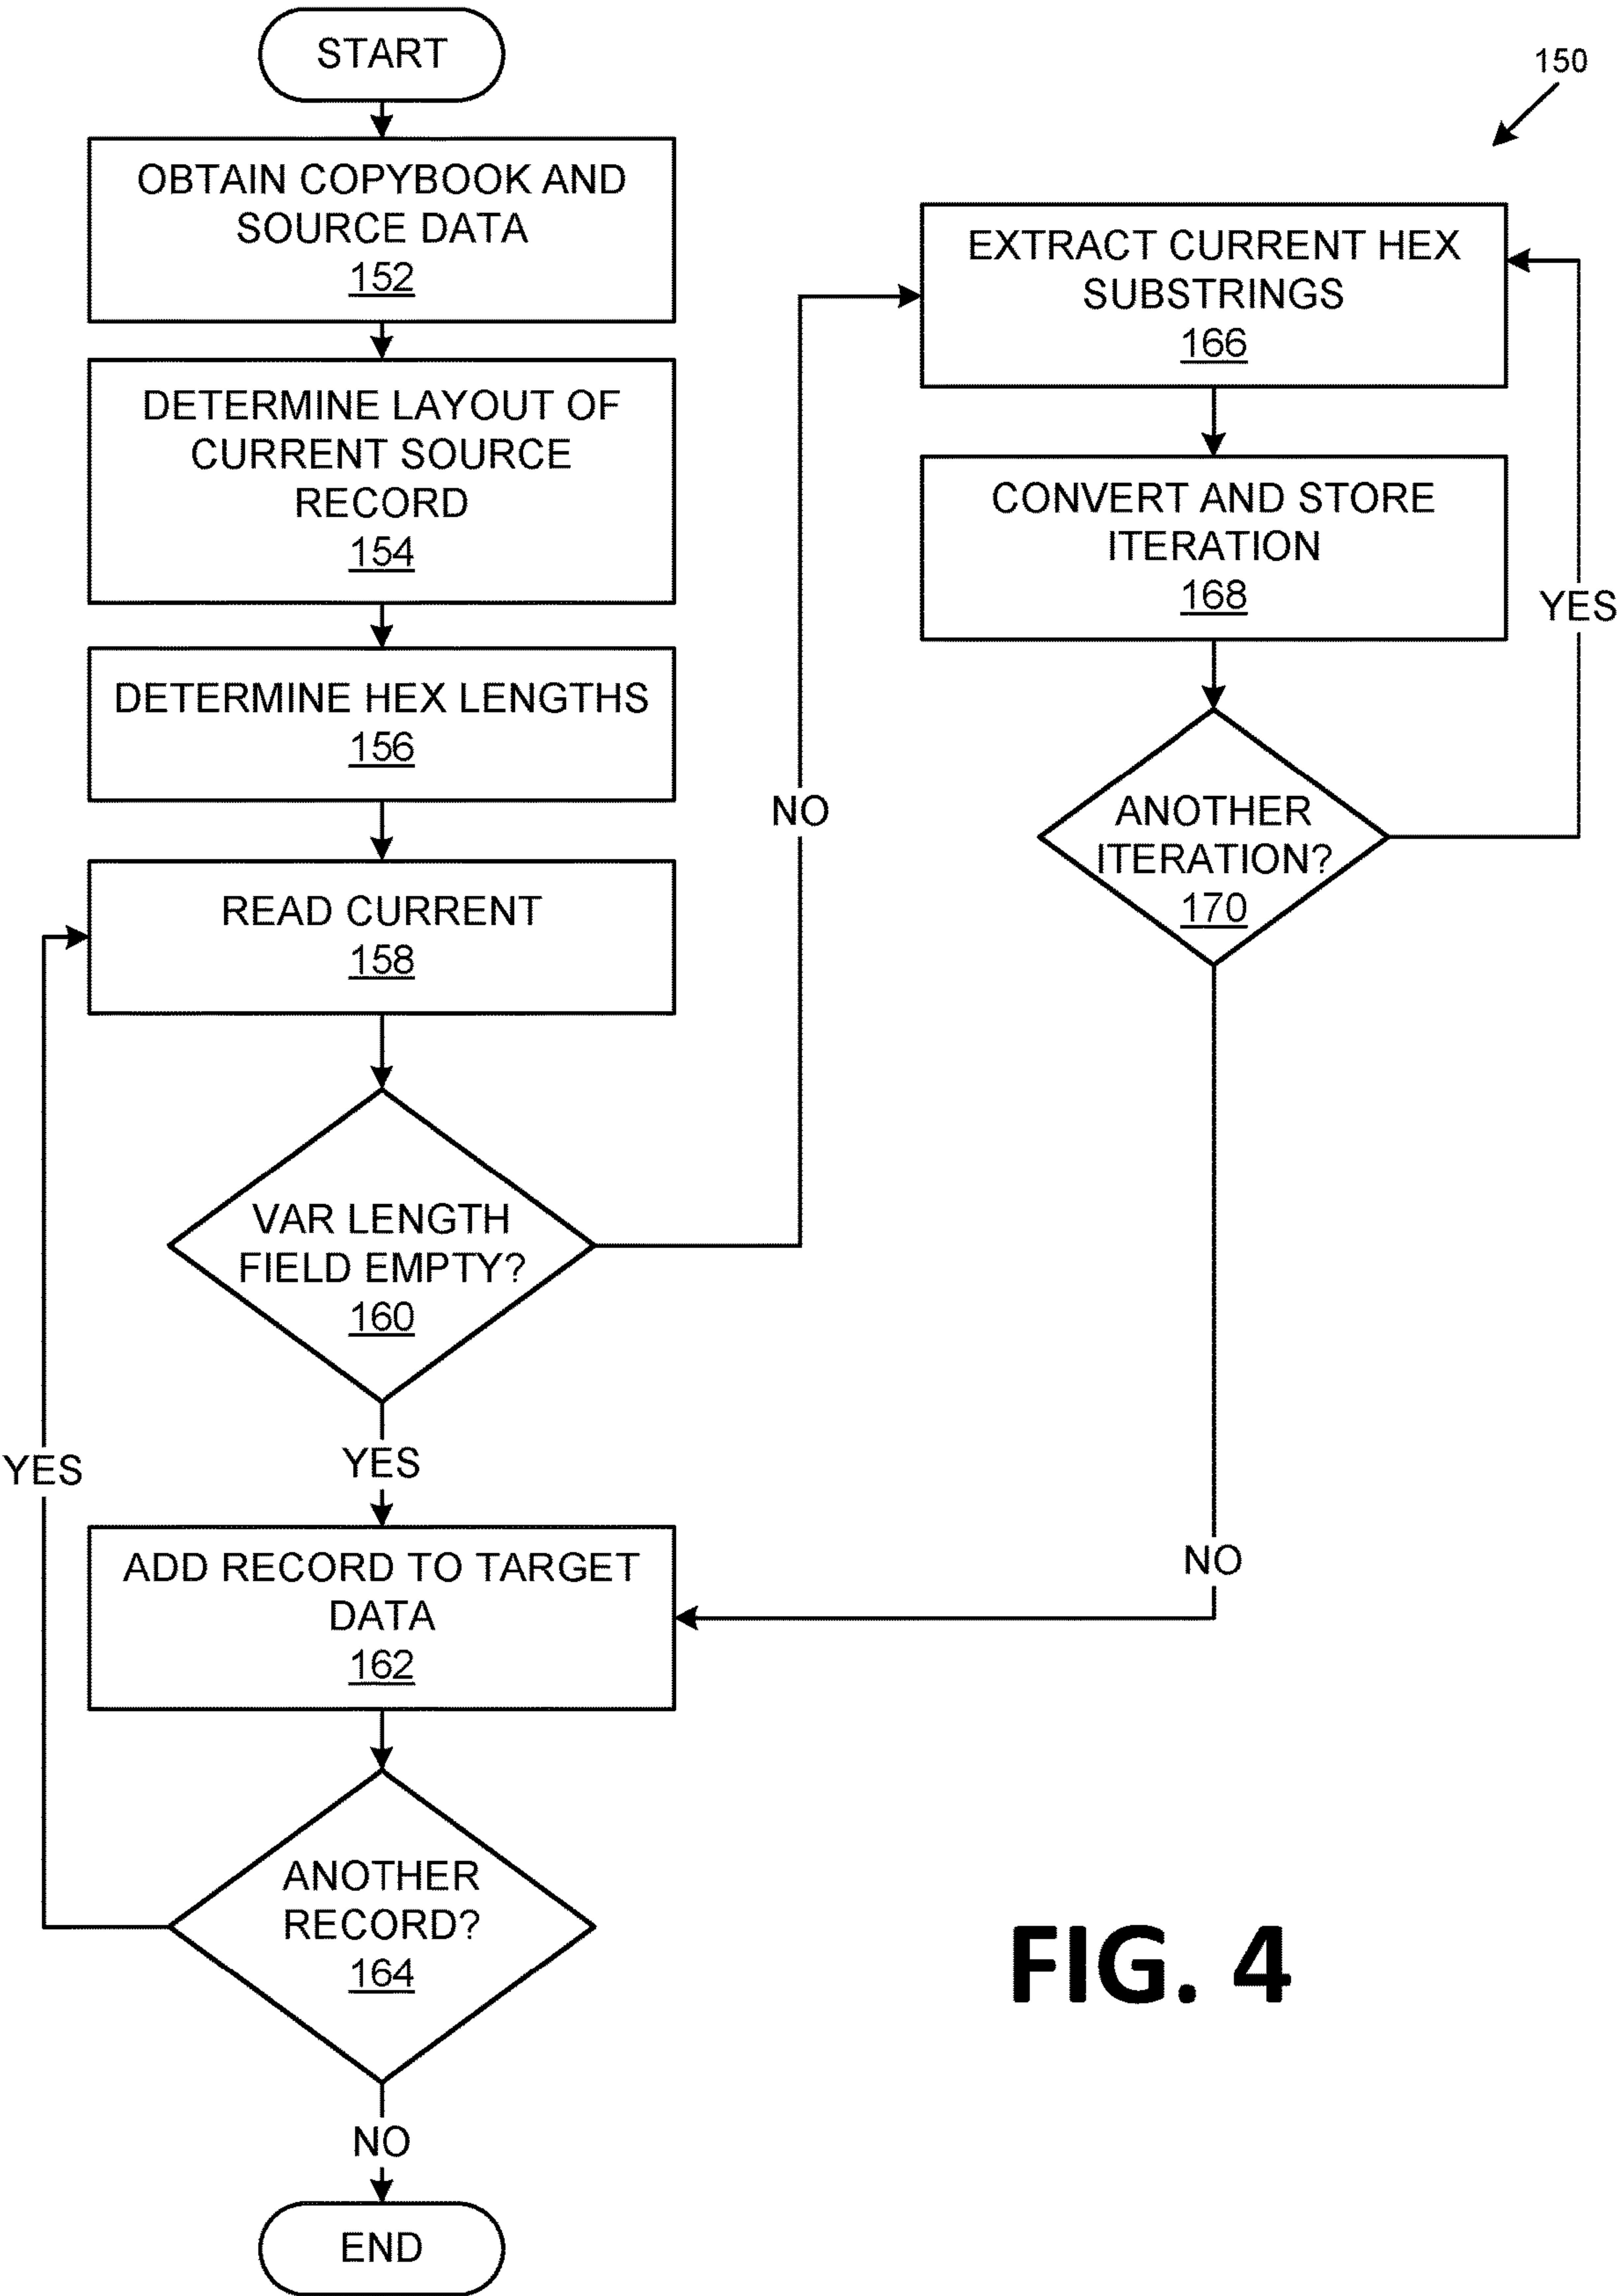 START
150
OBTAIN COPYBOOK AND
SOURCE DATA
152
DETERMINE LAYOUT OF
CURRENT SOURCE
RECORD
154
DETERMINE HEX LENGTHS
156
READ CURRENT
158
VAR LENGTH
FIELD EMPTY?
160
NO
YES
EXTRACT CURRENT HEX
SUBSTRINGS
166
CONVERT AND STORE
ITERATION
168
YES
ANOTHER
ITERATION?
170
NO
ADD RECORD TO TARGET
DATA
162
ANOTHER
RECORD?
164
YES
NO
END
FIG. 4